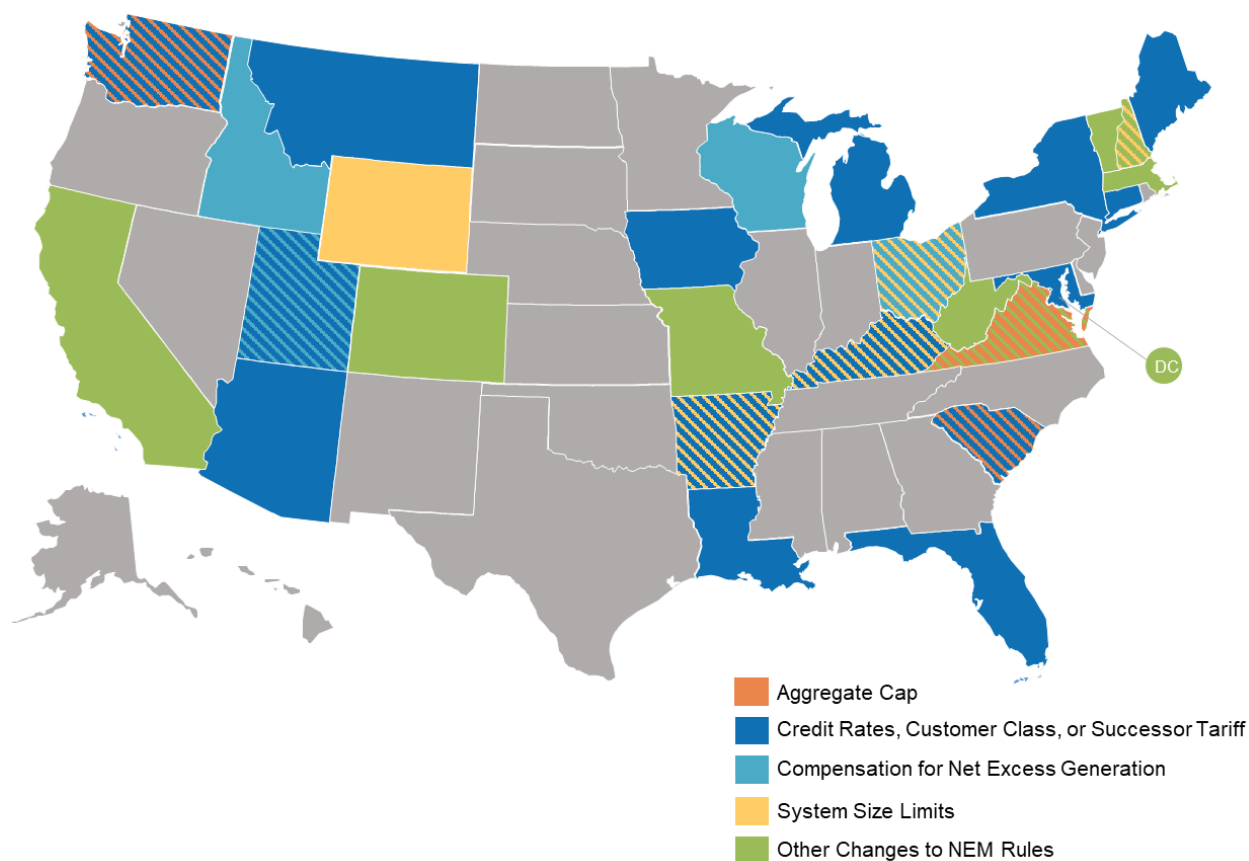 DC
Aggregate Cap
Credit Rates, Customer Class, or Successor Tariff
Compensation for Net Excess Generation
System Size Limits
Other Changes to NEM Rules